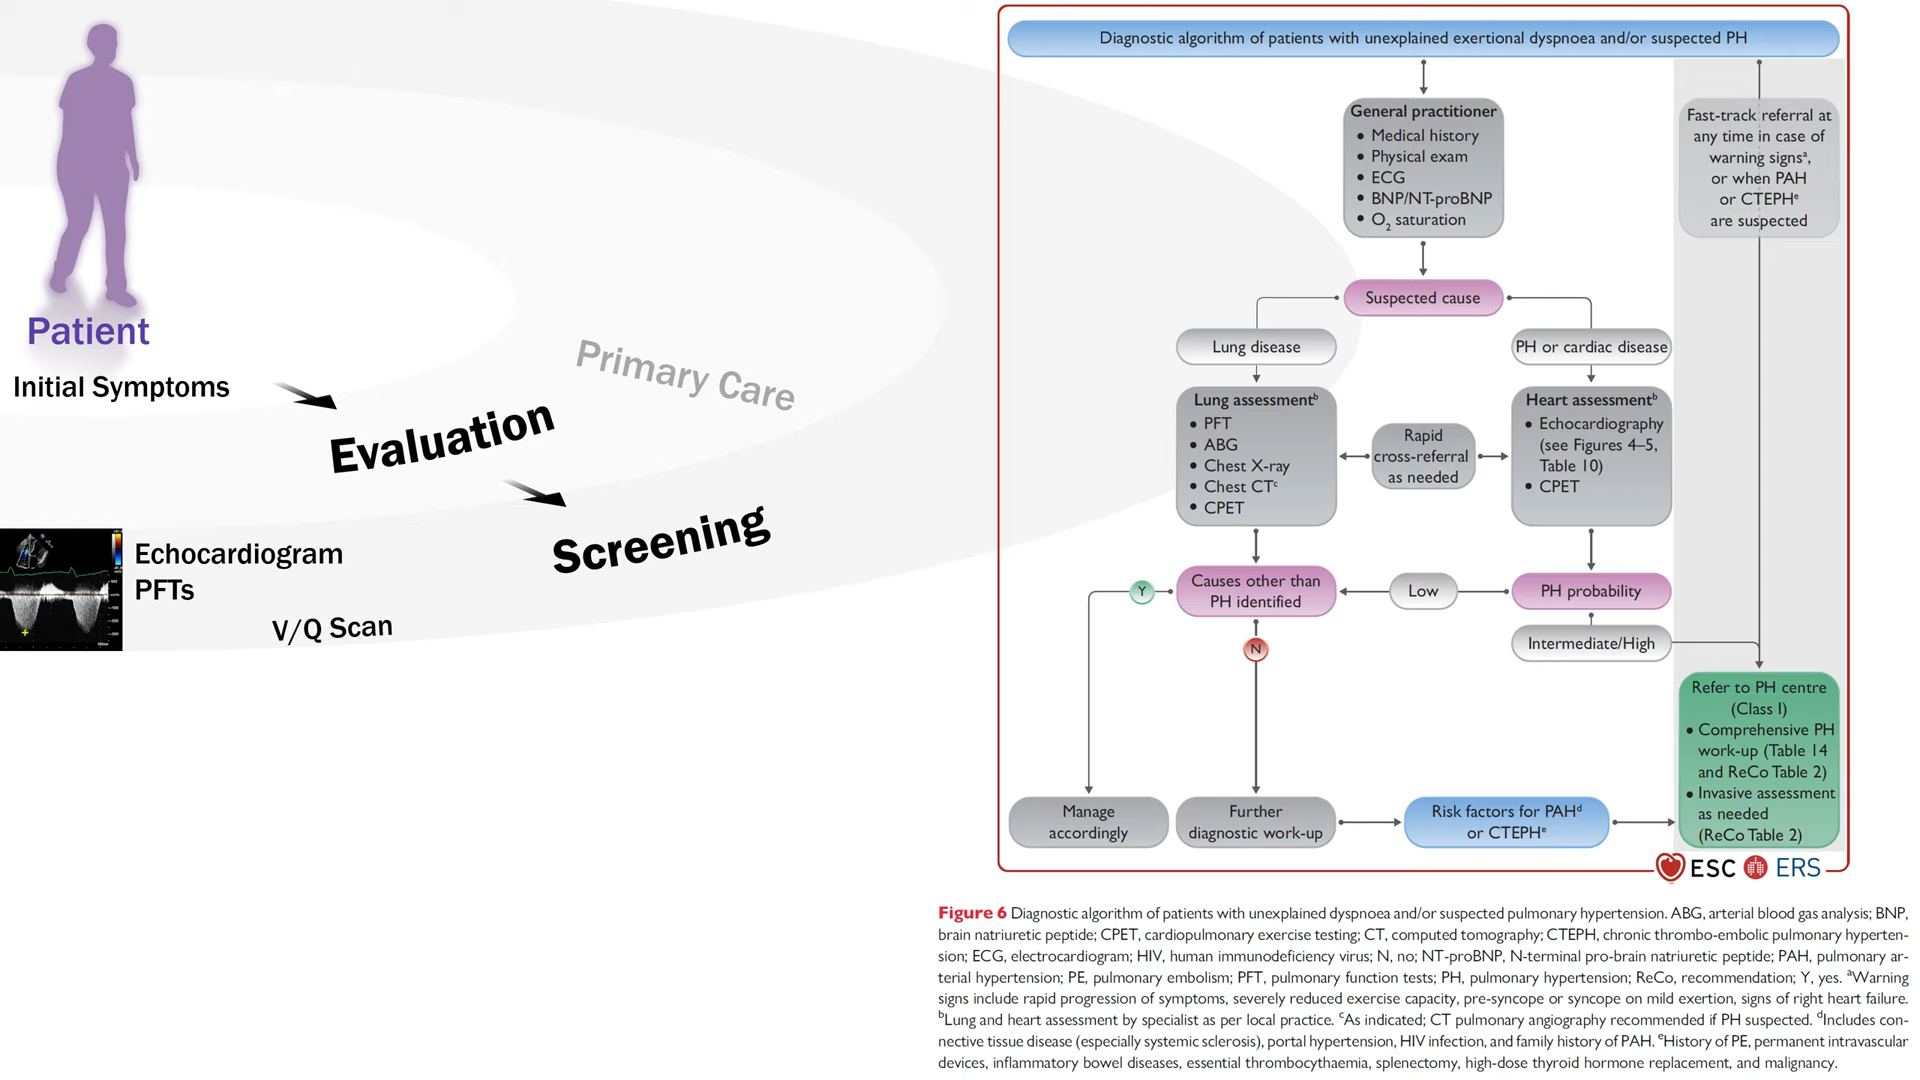 Patient
Initial Symptoms
Evaluation
Primary Care
Screening
Echocardiogram
PFTs
V/Q Scan
Diagnostic algorithm of patients with unexplained exertional dyspnoea and/or suspected PH
General practitioner
• Medical history
• Physical exam
• ECG
• BNP/NT-proBNP
• O₂ saturation
Fast-track referral at
any time in case of
warning signsᵃ,
or when PAH
or CTEPHᵉ
are suspected
Suspected cause
Lung disease
PH or cardiac disease
Lung assessmentᵇ
• PFT
• ABG
• Chest X-ray
• Chest CTᶜ
• CPET
Rapid
cross-referral
as needed
Heart assessmentᵇ
• Echocardiography
(see Figures 4–5,
Table 10)
• CPET
Y
Causes other than
PH identified
Low
PH probability
N
Intermediate/High
Refer to PH centre
(Class I)
• Comprehensive PH
work-up (Table 14
and ReCo Table 2)
• Invasive assessment
as needed
(ReCo Table 2)
Manage
accordingly
Further
diagnostic work-up
Risk factors for PAHᵈ
or CTEPHᵉ
ESC ERS
Figure 6 Diagnostic algorithm of patients with unexplained dyspnoea and/or suspected pulmonary hypertension. ABG, arterial blood gas analysis; BNP,
brain natriuretic peptide; CPET, cardiopulmonary exercise testing; CT, computed tomography; CTEPH, chronic thrombo-embolic pulmonary hyperten-
sion; ECG, electrocardiogram; HIV, human immunodeficiency virus; N, no; NT-proBNP, N-terminal pro-brain natriuretic peptide; PAH, pulmonary ar-
terial hypertension; PE, pulmonary embolism; PFT, pulmonary function tests; PH, pulmonary hypertension; ReCo, recommendation; Y, yes. ᵃWarning
signs include rapid progression of symptoms, severely reduced exercise capacity, pre-syncope or syncope on mild exertion, signs of right heart failure.
ᵇLung and heart assessment by specialist as per local practice. ᶜAs indicated; CT pulmonary angiography recommended if PH suspected. ᵈIncludes con-
nective tissue disease (especially systemic sclerosis), portal hypertension, HIV infection, and family history of PAH. ᵉHistory of PE, permanent intravascular
devices, inflammatory bowel diseases, essential thrombocythaemia, splenectomy, high-dose thyroid hormone replacement, and malignancy.